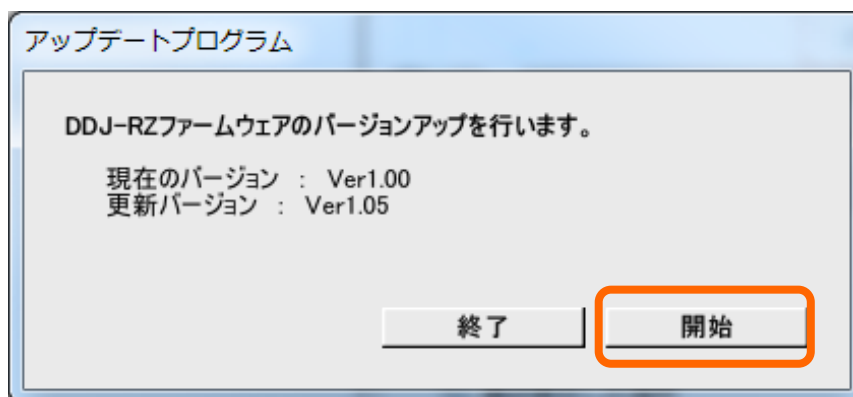 アップデートプログラム
DDJ-RZファームウェアのバージョンアップを行います。
現在のバージョン ： Ver1.00
更新バージョン ： Ver1.05
終了 開始